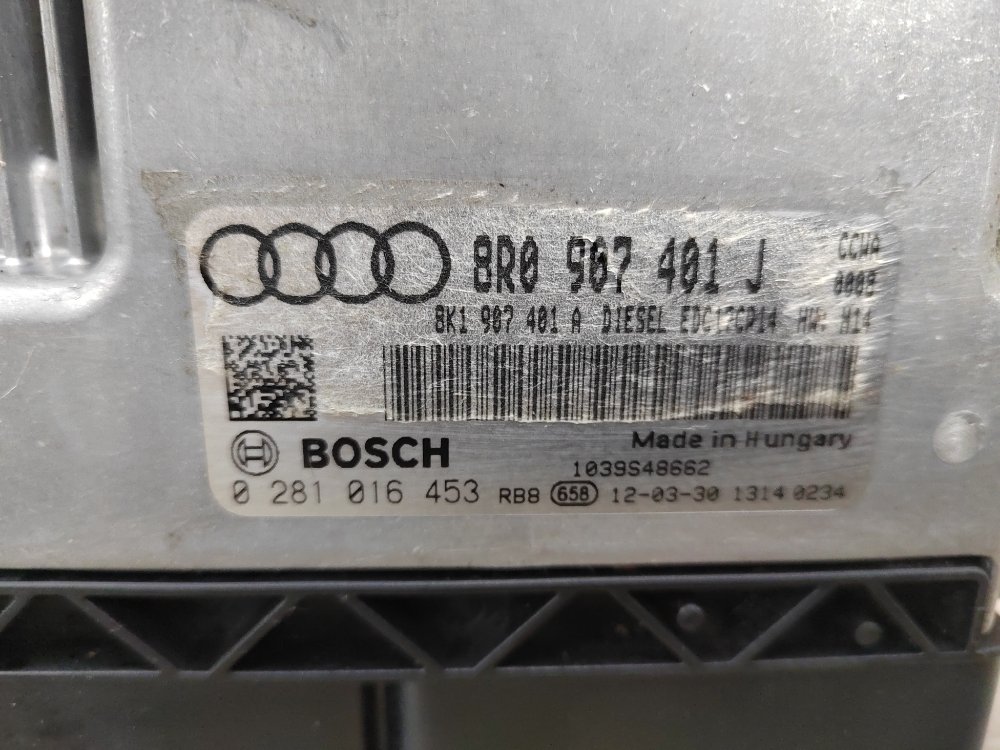 8R0 907 401 J CCWA
0009
8K1 907 401 A DIESEL EDC17CP14 HW: H14
BOSCH Made in Hungary
1039S48662
0 281 016 453 RB8 658 12-03-30 1314 0234